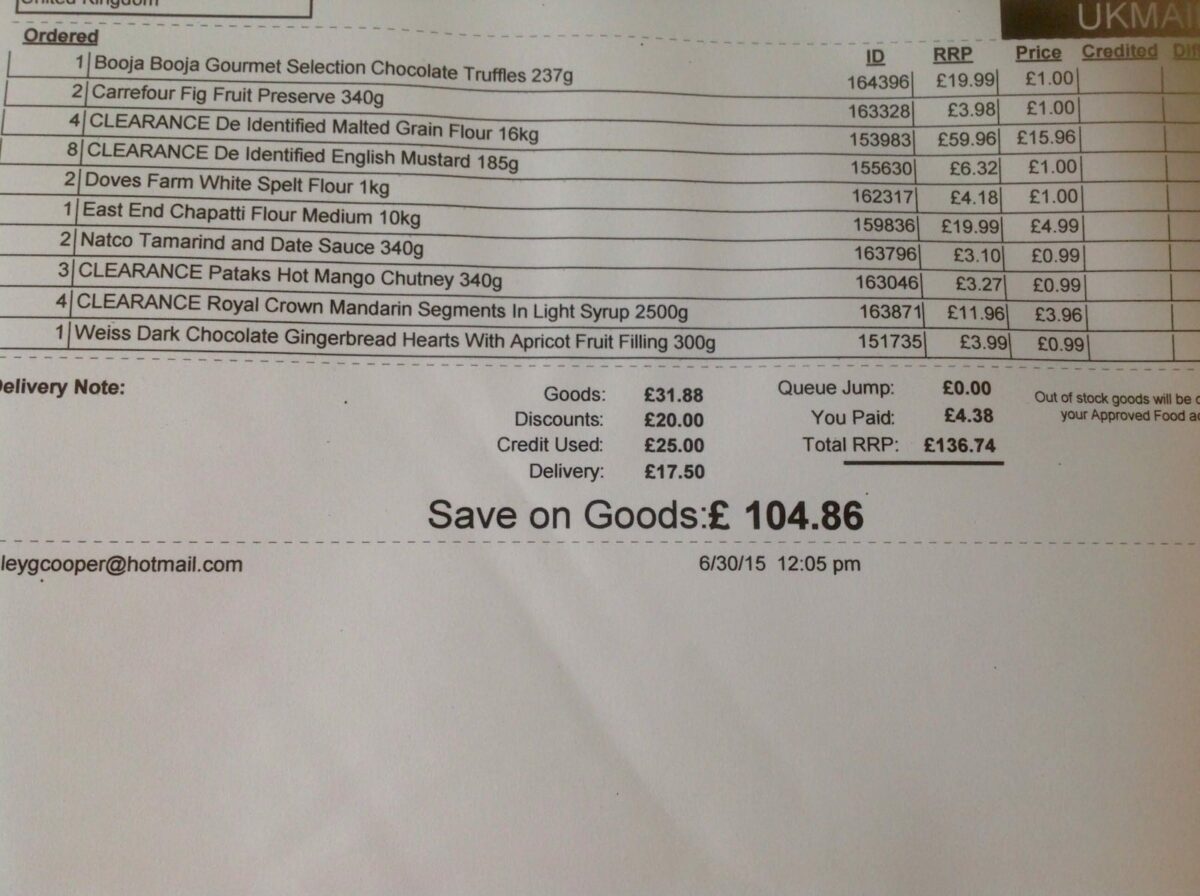 United Kingdom
UKMAI
Ordered ID RRP Price Credited
1 Booja Booja Gourmet Selection Chocolate Truffles 237g 164396 £19.99 £1.00
2 Carrefour Fig Fruit Preserve 340g 163328 £3.98 £1.00
4 CLEARANCE De Identified Malted Grain Flour 16kg 153983 £59.96 £15.96
8 CLEARANCE De Identified English Mustard 185g 155630 £6.32 £1.00
2 Doves Farm White Spelt Flour 1kg 162317 £4.18 £1.00
1 East End Chapatti Flour Medium 10kg 159836 £19.99 £4.99
2 Natco Tamarind and Date Sauce 340g 163796 £3.10 £0.99
3 CLEARANCE Pataks Hot Mango Chutney 340g 163046 £3.27 £0.99
4 CLEARANCE Royal Crown Mandarin Segments In Light Syrup 2500g 163871 £11.96 £3.96
1 Weiss Dark Chocolate Gingerbread Hearts With Apricot Fruit Filling 300g 151735 £3.99 £0.99
elivery Note:
Goods: £31.88 Queue Jump: £0.00
Discounts: £20.00 You Paid: £4.38
Credit Used: £25.00 Total RRP: £136.74
Delivery: £17.50
Out of stock goods will be
your Approved Food
Save on Goods:£ 104.86
leygcooper@hotmail.com 6/30/15 12:05 pm